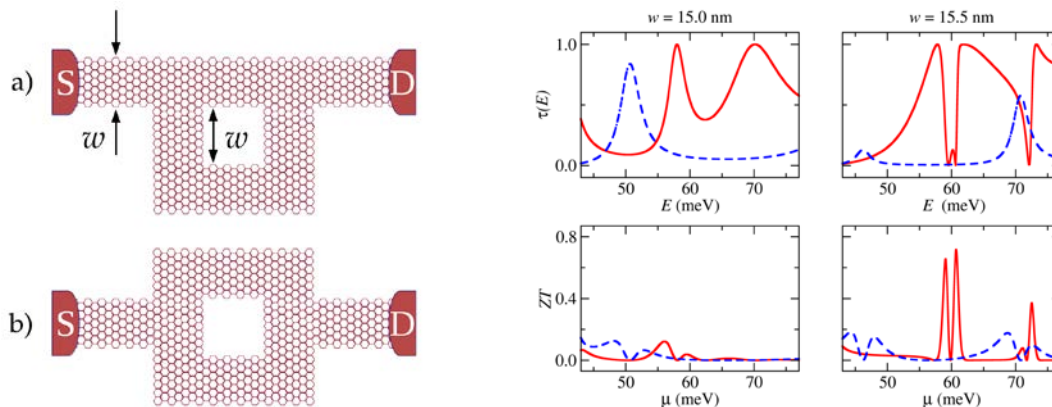 a)
S
D
w
w
b)
S
D
w = 15.0 nm
w = 15.5 nm
τ(E)
1.0
0.0
50
60
70
E (meV)
50
60
70
E (meV)
ZT
0.8
0.4
0.0
50
60
70
μ (meV)
50
60
70
μ (meV)